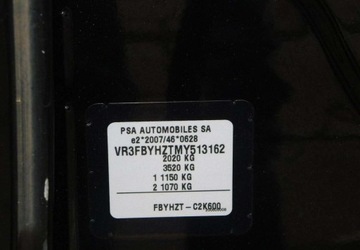 PSA AUTOMOBILES SA
e2*2007/46*0628
VR3FBYHZTMY513162
2020 KG
3520 KG
1 1150 KG
2 1070 KG
FBYHZT-C2K600